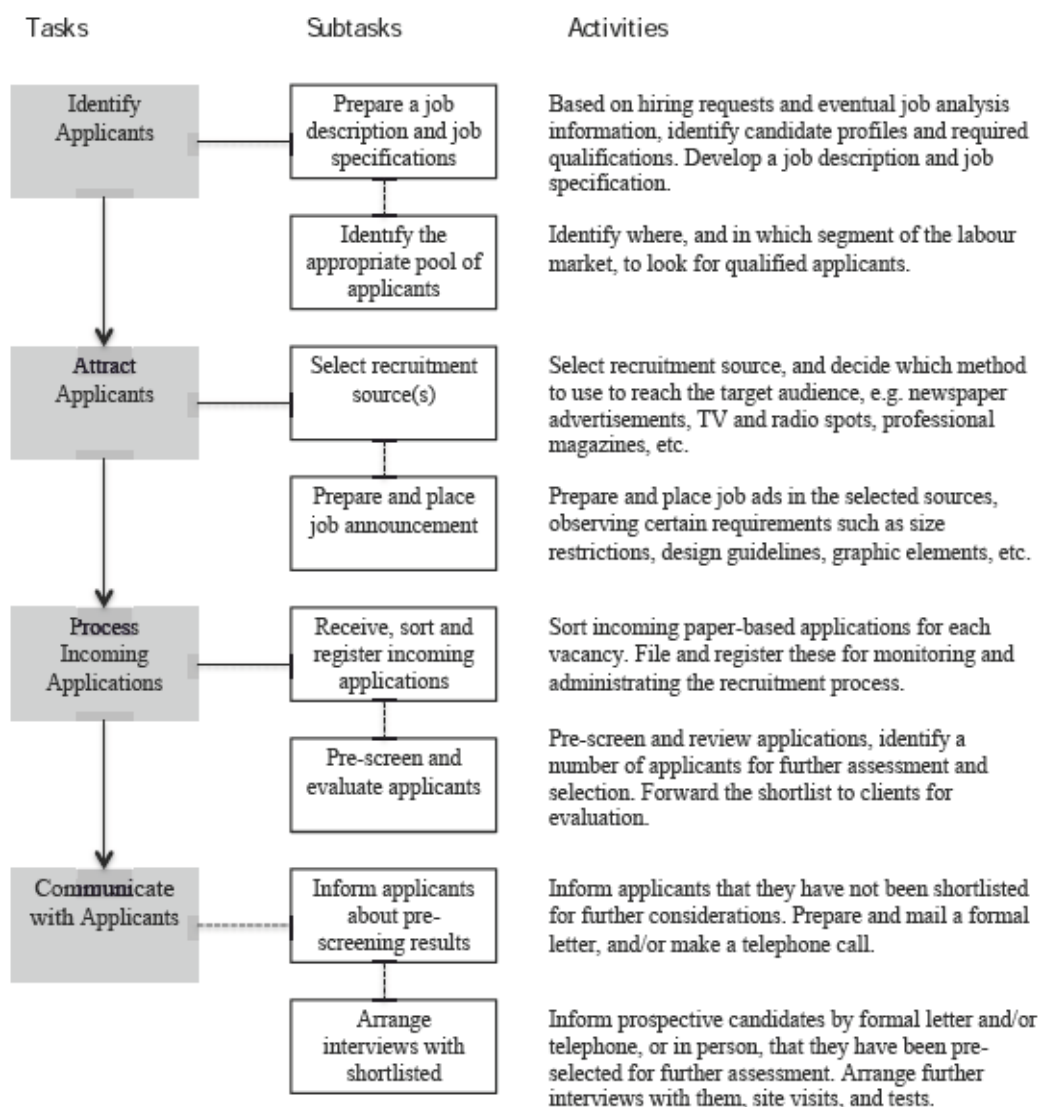 Tasks
Subtasks
Activities
Identify
Applicants
Prepare a job
description and job
specifications
Based on hiring requests and eventual job analysis
information, identify candidate profiles and required
qualifications. Develop a job description and job
specification.
Identify the
appropriate pool of
applicants
Identify where, and in which segment of the labour
market, to look for qualified applicants.
Attract
Applicants
Select recruitment
source(s)
Select recruitment source, and decide which method
to use to reach the target audience, e.g. newspaper
advertisements, TV and radio spots, professional
magazines, etc.
Prepare and place
job announcement
Prepare and place job ads in the selected sources,
observing certain requirements such as size
restrictions, design guidelines, graphic elements, etc.
Process
Incoming
Applications
Receive, sort and
register incoming
applications
Sort incoming paper-based applications for each
vacancy. File and register these for monitoring and
administrating the recruitment process.
Pre-screen and
evaluate applicants
Pre-screen and review applications, identify a
number of applicants for further assessment and
selection. Forward the shortlist to clients for
evaluation.
Communicate
with Applicants
Inform applicants
about pre-
screening results
Inform applicants that they have not been shortlisted
for further considerations. Prepare and mail a formal
letter, and/or make a telephone call.
Arrange
interviews with
shortlisted
Inform prospective candidates by formal letter and/or
telephone, or in person, that they have been pre-
selected for further assessment. Arrange further
interviews with them, site visits, and tests.